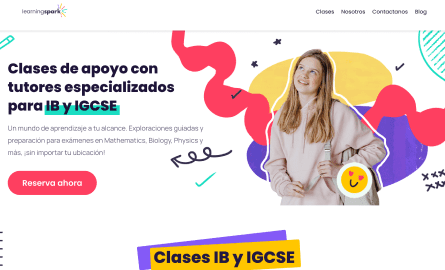 learningspark
Clases Nosotros Contactanos Blog
Clases de apoyo con
tutores especializados
para IB y IGCSE
Un mundo de aprendizaje a tu alcance. Exploraciones guiadas y
preparación para exámenes en Mathematics, Biology, Physics y
más, ¡sin importar tu ubicación!
Reserva ahora
Clases IB y IGCSE